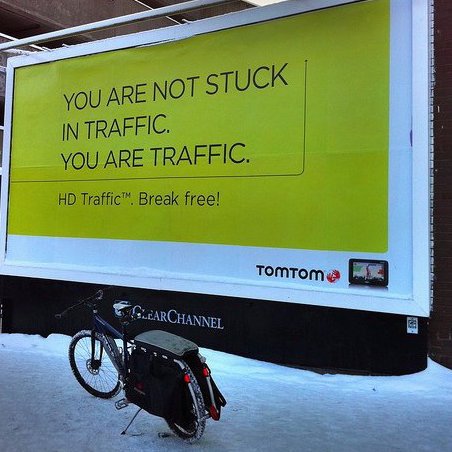 YOU ARE NOT STUCK
IN TRAFFIC.
YOU ARE TRAFFIC.
HD Traffic™. Break free!
TOMTOM
CLEARCHANNEL